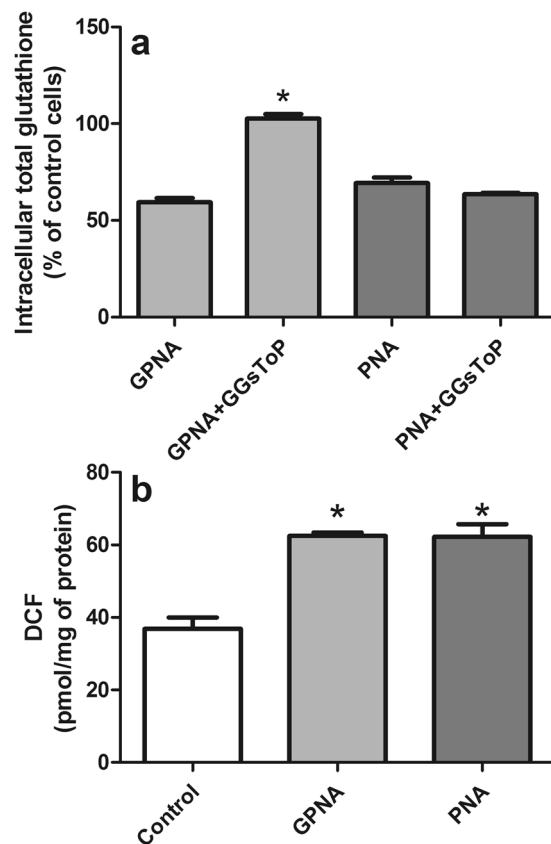 a
Intracellular total glutathione
(% of control cells)
150
100
50
0
*
GPNA
GPNA+GGsToP
PNA
PNA+GGsToP
b
DCF
(pmol/mg of protein)
80
60
40
20
0
*
*
Control
GPNA
PNA